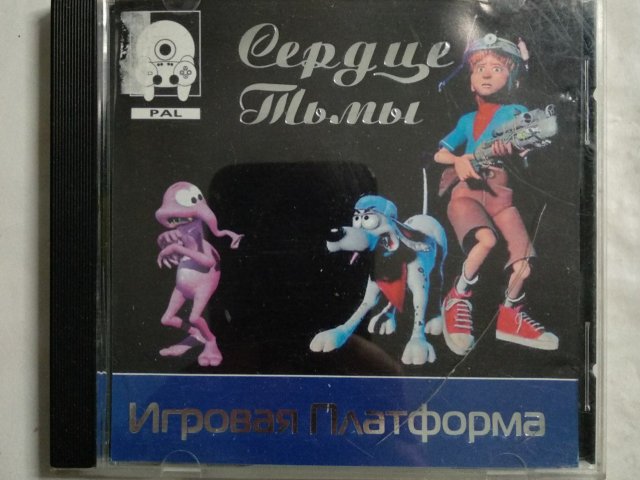 Сердце
Тьмы
PAL
Игровая Платформа